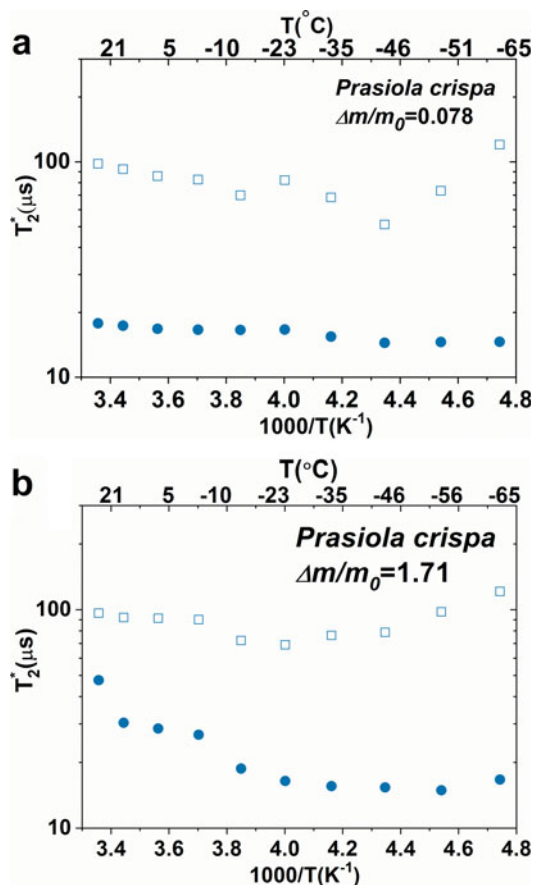 a
T(°C)
21 5 -10 -23 -35 -46 -51 -65
Prasiola crispa
Δm/m0=0.078
100
10
T2*(μs)
3.4 3.6 3.8 4.0 4.2 4.4 4.6 4.8
1000/T(K-1)
b
T(°C)
21 5 -10 -23 -35 -46 -56 -65
Prasiola crispa
Δm/m0=1.71
100
10
T2*(μs)
3.4 3.6 3.8 4.0 4.2 4.4 4.6 4.8
1000/T(K-1)